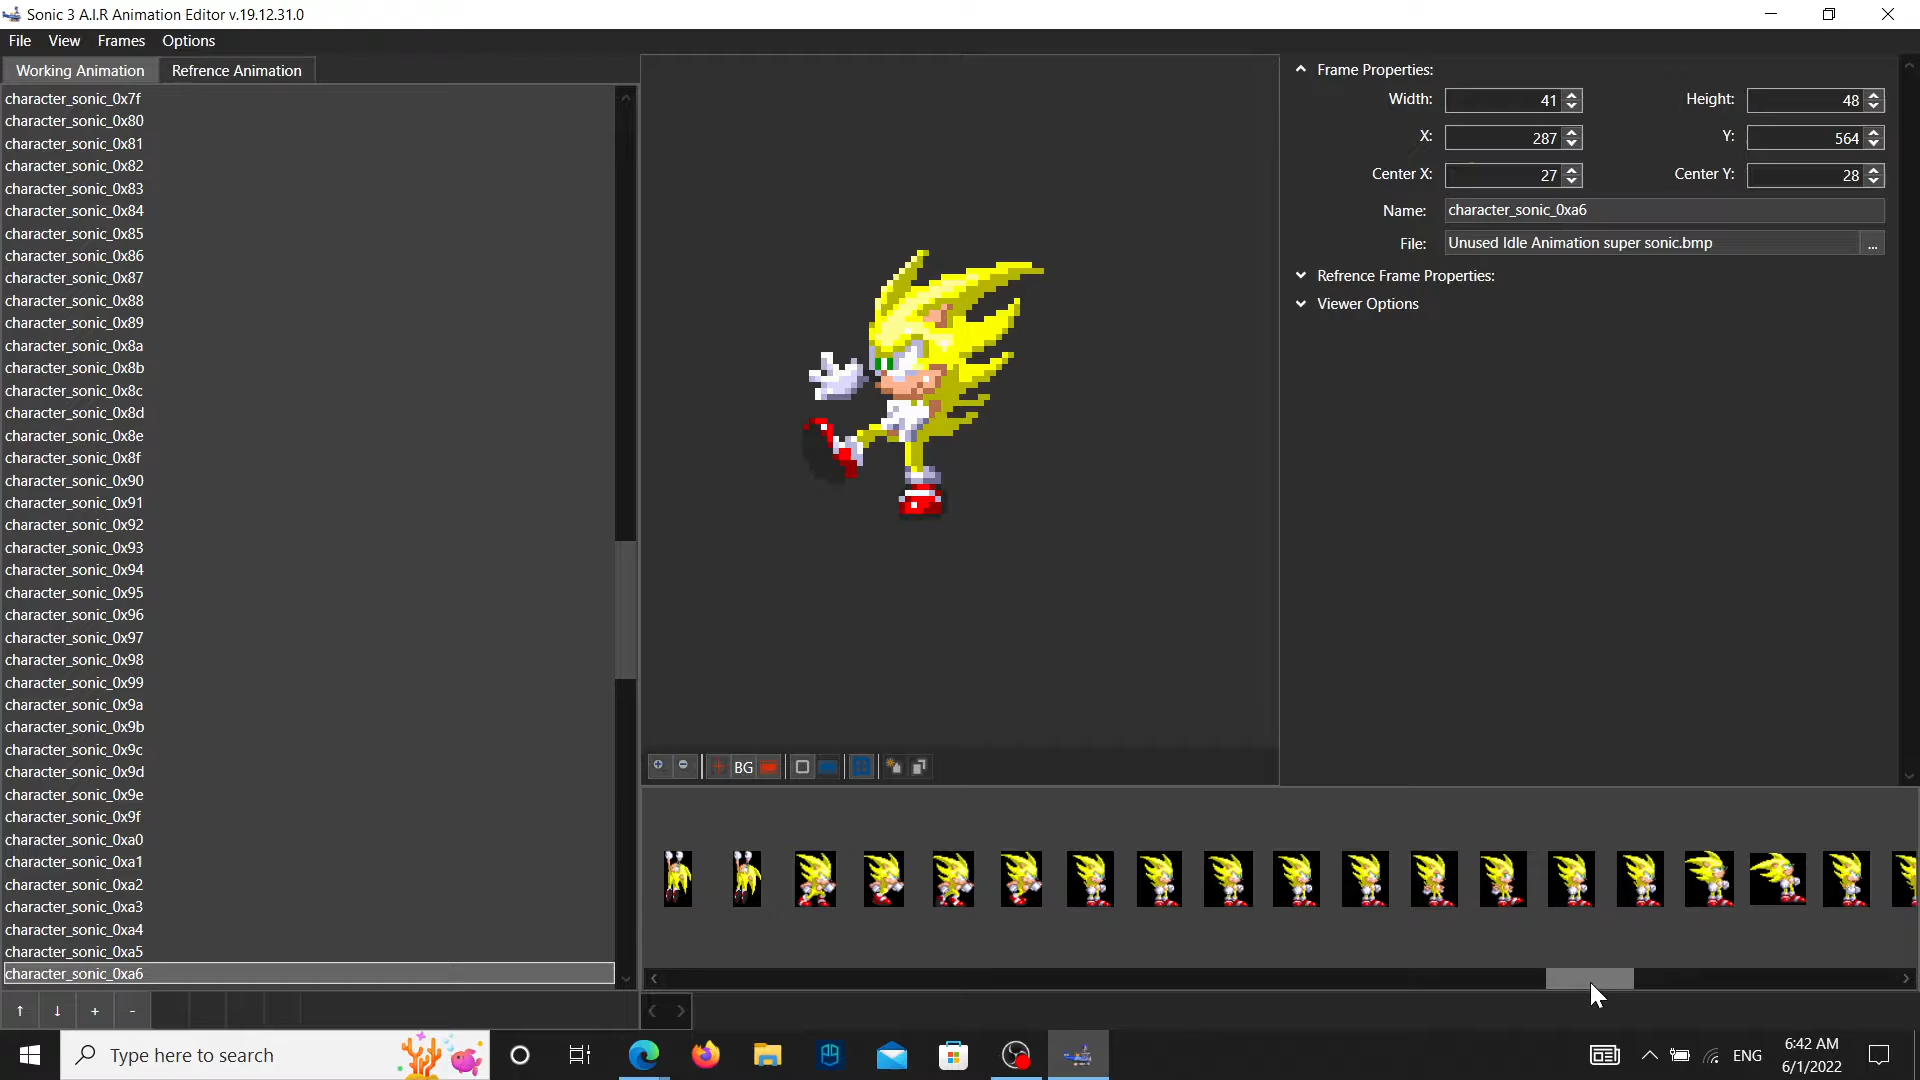 Sonic 3 A.I.R Animation Editor v.19.12.31.0
File View Frames Options
Working Animation Refrence Animation
character_sonic_0x7f
character_sonic_0x80
character_sonic_0x81
character_sonic_0x82
character_sonic_0x83
character_sonic_0x84
character_sonic_0x85
character_sonic_0x86
character_sonic_0x87
character_sonic_0x88
character_sonic_0x89
character_sonic_0x8a
character_sonic_0x8b
character_sonic_0x8c
character_sonic_0x8d
character_sonic_0x8e
character_sonic_0x8f
character_sonic_0x90
character_sonic_0x91
character_sonic_0x92
character_sonic_0x93
character_sonic_0x94
character_sonic_0x95
character_sonic_0x96
character_sonic_0x97
character_sonic_0x98
character_sonic_0x99
character_sonic_0x9a
character_sonic_0x9b
character_sonic_0x9c
character_sonic_0x9d
character_sonic_0x9e
character_sonic_0x9f
character_sonic_0xa0
character_sonic_0xa1
character_sonic_0xa2
character_sonic_0xa3
character_sonic_0xa4
character_sonic_0xa5
character_sonic_0xa6
BG
Frame Properties:
Width: 41 Height: 48
X: 287 Y: 564
Center X: 27 Center Y: 28
Name: character_sonic_0xa6
File: Unused Idle Animation super sonic.bmp ...
Refrence Frame Properties:
Viewer Options
Type here to search
ENG
6:42 AM
6/1/2022